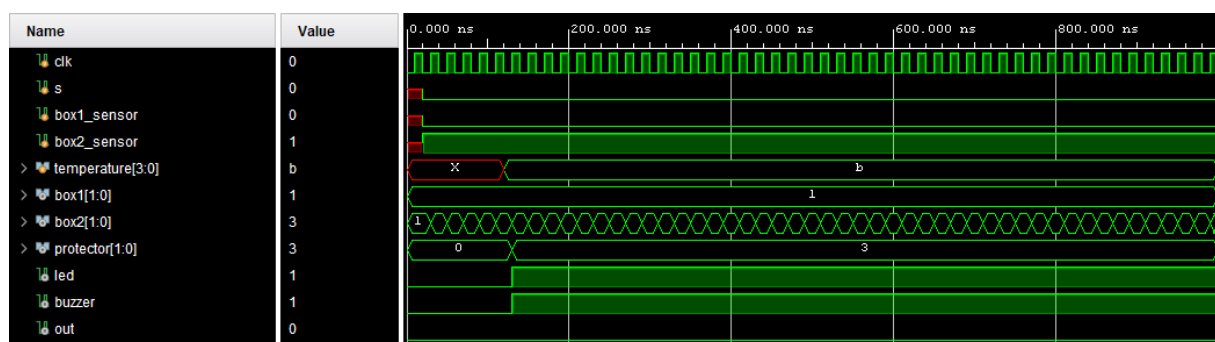 Name Value 0.000 ns 200.000 ns 400.000 ns 600.000 ns 800.000 ns
clk 0
s 0
box1_sensor 0
box2_sensor 1
temperature[3:0] b X b
box1[1:0] 1 1
box2[1:0] 3 1
protector[1:0] 3 0 3
led 1
buzzer 1
out 0